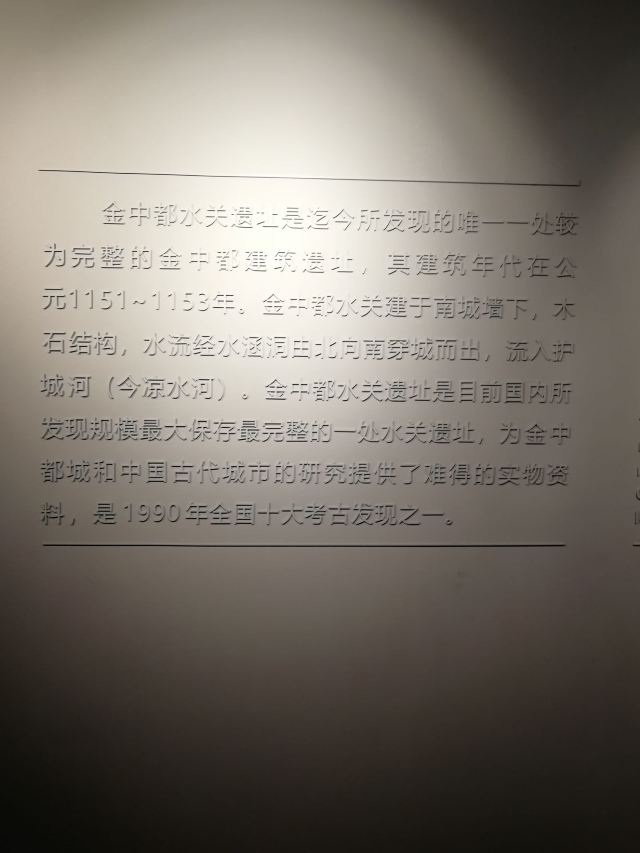 金中都水关遗址是迄今所发现的唯一一处较
为完整的金中都建筑遗址，其建筑年代在公
元1151~1153年。金中都水关建于南城墙下，木
石结构，水流经水涵洞由北向南穿城而出，流入护
城河（今凉水河）。金中都水关遗址是目前国内所
发现规模最大保存最完整的一处水关遗址，为金中
都城和中国古代城市的研究提供了难得的实物资
料，是1990年全国十大考古发现之一。